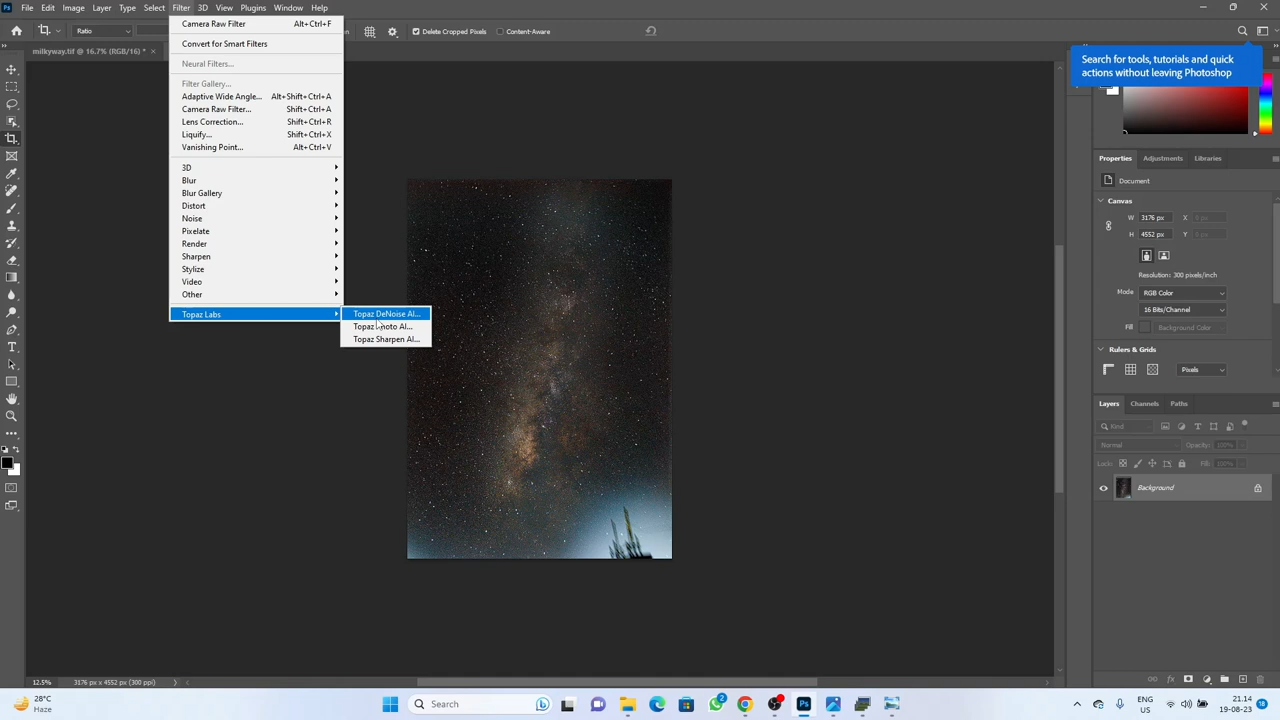 File Edit Image Layer Type Select Filter 3D View Plugins Window Help
Ratio
Delete Cropped Pixels Content-Aware
milkyway.tif @ 16.7% (RGB/16) *
Camera Raw Filter Alt+Ctrl+F
Convert for Smart Filters
Neural Filters...
Filter Gallery...
Adaptive Wide Angle... Alt+Shift+Ctrl+A
Camera Raw Filter... Shift+Ctrl+A
Lens Correction... Shift+Ctrl+R
Liquify... Shift+Ctrl+X
Vanishing Point... Alt+Ctrl+V
3D
Blur
Blur Gallery
Distort
Noise
Pixelate
Render
Sharpen
Stylize
Video
Other
Topaz Labs
Topaz DeNoise AI...
Topaz Photo AI...
Topaz Sharpen AI...
Search for tools, tutorials and quick
actions without leaving Photoshop
Properties Adjustments Libraries
Document
Canvas
W 3176 px X 0 px
H 4552 px Y 0 px
Resolution: 300 pixels/inch
Mode RGB Color
16 Bits/Channel
Fill Background Color
Rulers & Grids
Pixels
Layers Channels Paths
Kind
Normal Opacity: 100%
Lock: Fill: 100%
Background
12.5% 3176 px x 4552 px (300 ppi)
28°C
Haze
Search
2
ENG
US
21.14
19-08-23